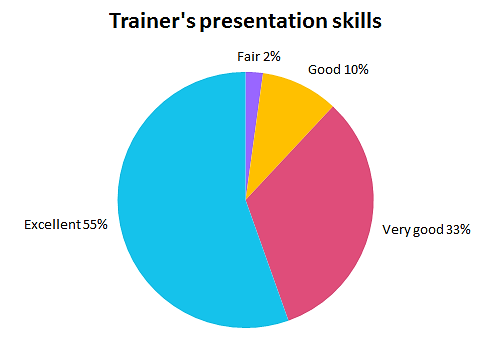 Trainer's presentation skills
Fair 2%
Good 10%
Very good 33%
Excellent 55%